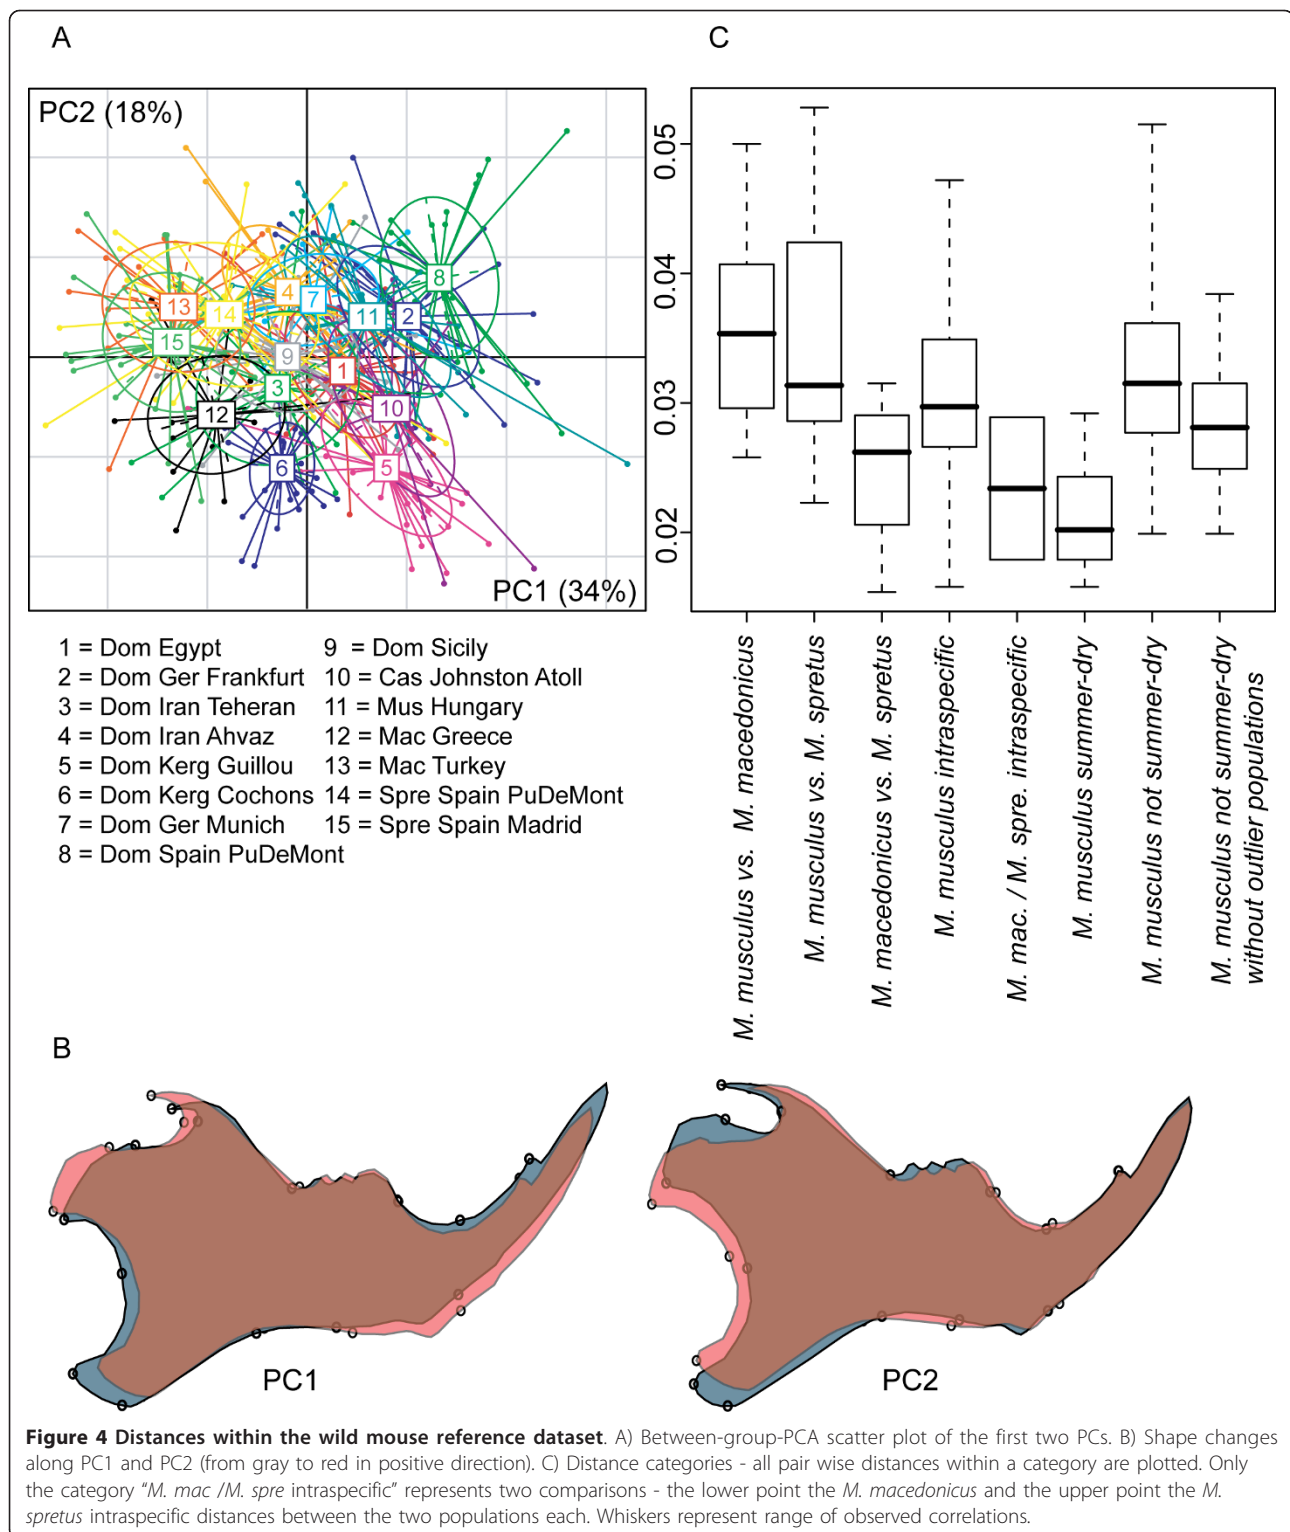 A
C
PC2 (18%)
PC1 (34%)
13
14
15
4
7
11
2
8
9
1
3
12
10
6
5
0.05
0.04
0.03
0.02
1 = Dom Egypt
2 = Dom Ger Frankfurt
3 = Dom Iran Teheran
4 = Dom Iran Ahvaz
5 = Dom Kerg Guillou
6 = Dom Kerg Cochons
7 = Dom Ger Munich
8 = Dom Spain PuDeMont
9 = Dom Sicily
10 = Cas Johnston Atoll
11 = Mus Hungary
12 = Mac Greece
13 = Mac Turkey
14 = Spre Spain PuDeMont
15 = Spre Spain Madrid
M. musculus vs. M. macedonicus
M. musculus vs. M. spretus
M. macedonicus vs. M. spretus
M. musculus intraspecific
M. mac. / M. spre. intraspecific
M. musculus summer-dry
M. musculus not summer-dry
M. musculus not summer-dry
without outlier populations
B
PC1
PC2
Figure 4 Distances within the wild mouse reference dataset. A) Between-group-PCA scatter plot of the first two PCs. B) Shape changes
along PC1 and PC2 (from gray to red in positive direction). C) Distance categories - all pair wise distances within a category are plotted. Only
the category “M. mac /M. spre intraspecific” represents two comparisons - the lower point the M. macedonicus and the upper point the M.
spretus intraspecific distances between the two populations each. Whiskers represent range of observed correlations.